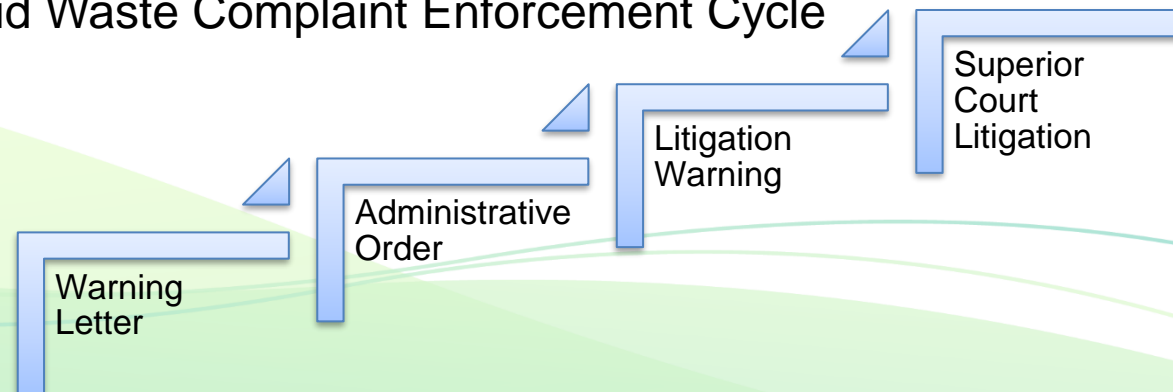 Waste Complaint Enforcement Cycle
Warning
Letter
Administrative
Order
Litigation
Warning
Superior
Court
Litigation